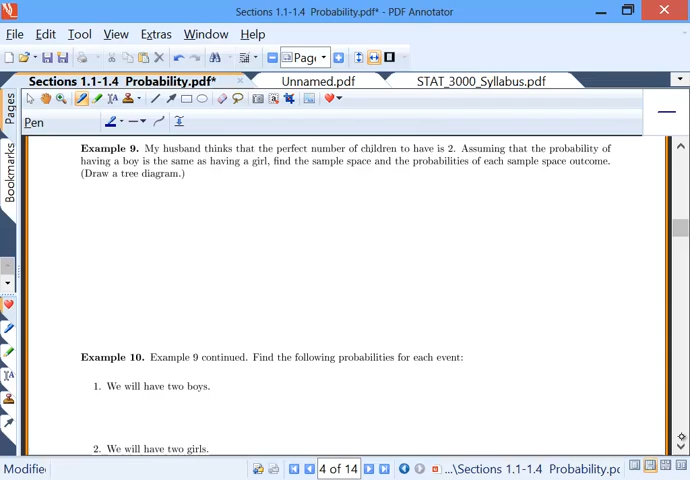 Sections 1.1-1.4  Probability.pdf* - PDF Annotator
File Edit Tool View Extras Window Help
Page
Sections 1.1-1.4  Probability.pdf* Unnamed.pdf STAT_3000_Syllabus.pdf
Pages
Bookmarks
Pen
Example 9. My husband thinks that the perfect number of children to have is 2. Assuming that the probability of
having a boy is the same as having a girl, find the sample space and the probabilities of each sample space outcome.
(Draw a tree diagram.)
Example 10. Example 9 continued. Find the following probabilities for each event:
1. We will have two boys.
2. We will have two girls.
Modifie 4 of 14 ...\Sections 1.1-1.4  Probability.pc